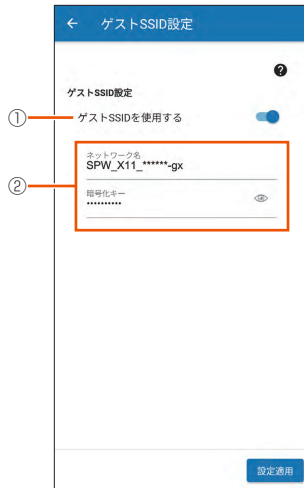 ← ゲストSSID設定
?
ゲストSSID設定
① ゲストSSIDを使用する
②
ネットワーク名
SPW_X11_******-gx
暗号化キー
••••••••••
設定適用